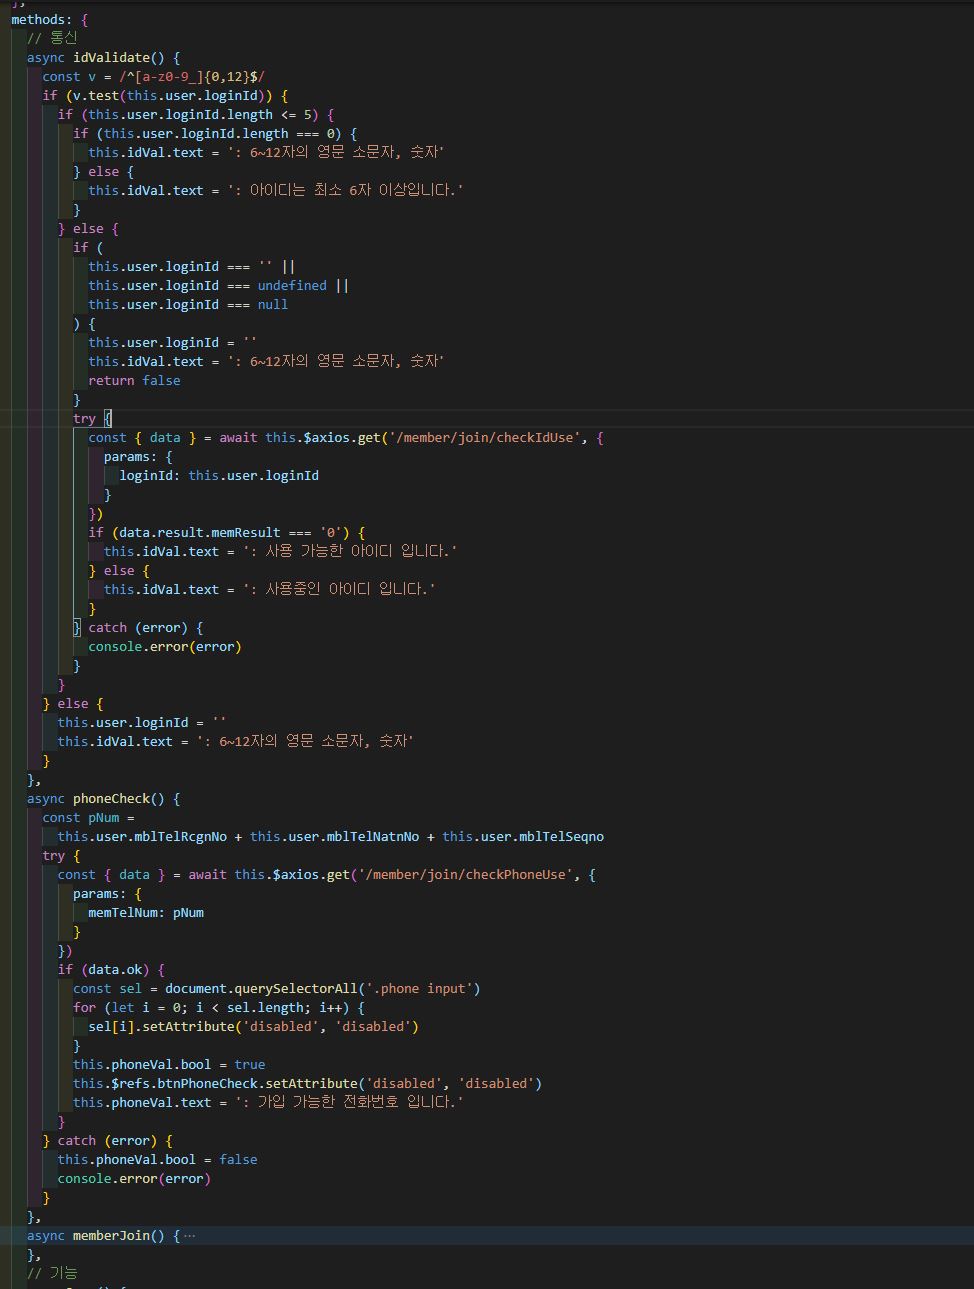 methods: {
// 통신
async idValidate() {
const v = /^[a-z0-9_]{0,12}$/
if (v.test(this.user.loginId)) {
if (this.user.loginId.length <= 5) {
if (this.user.loginId.length === 0) {
this.idVal.text = ': 6~12자의 영문 소문자, 숫자'
} else {
this.idVal.text = ': 아이디는 최소 6자 이상입니다.'
}
} else {
if (
this.user.loginId === '' ||
this.user.loginId === undefined ||
this.user.loginId === null
) {
this.user.loginId = ''
this.idVal.text = ': 6~12자의 영문 소문자, 숫자'
return false
}
try {
const { data } = await this.$axios.get('/member/join/checkIdUse', {
params: {
loginId: this.user.loginId
}
})
if (data.result.memResult === '0') {
this.idVal.text = ': 사용 가능한 아이디 입니다.'
} else {
this.idVal.text = ': 사용중인 아이디 입니다.'
}
} catch (error) {
console.error(error)
}
}
} else {
this.user.loginId = ''
this.idVal.text = ': 6~12자의 영문 소문자, 숫자'
}
},
async phoneCheck() {
const pNum =
this.user.mblTelRcgnNo + this.user.mblTelNatnNo + this.user.mblTelSeqno
try {
const { data } = await this.$axios.get('/member/join/checkPhoneUse', {
params: {
memTelNum: pNum
}
})
if (data.ok) {
const sel = document.querySelectorAll('.phone input')
for (let i = 0; i < sel.length; i++) {
sel[i].setAttribute('disabled', 'disabled')
}
this.phoneVal.bool = true
this.$refs.btnPhoneCheck.setAttribute('disabled', 'disabled')
this.phoneVal.text = ': 가입 가능한 전화번호 입니다.'
}
} catch (error) {
this.phoneVal.bool = false
console.error(error)
}
},
async memberJoin() { ···
},
// 기능